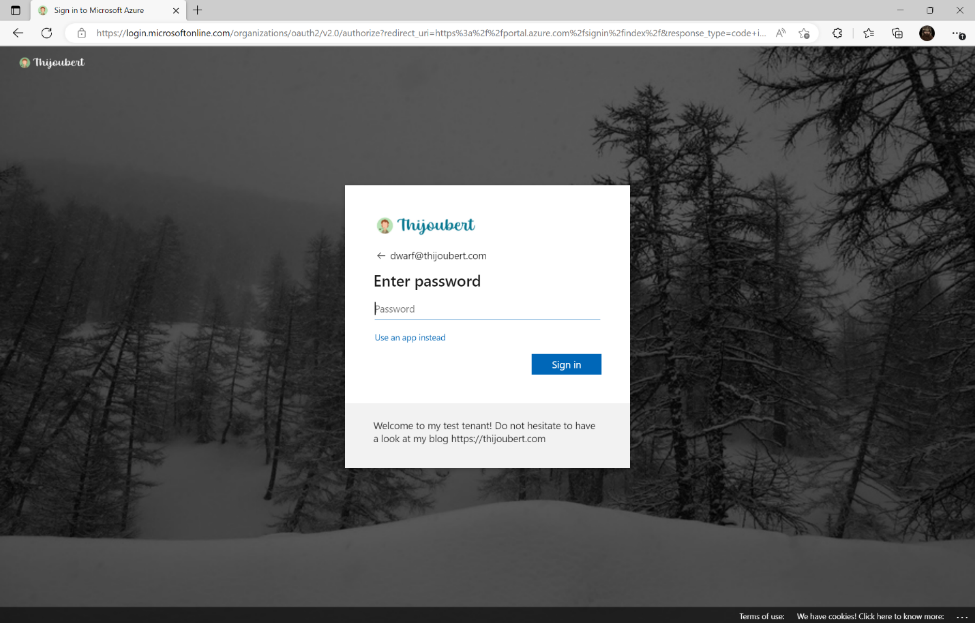 Sign in to Microsoft Azure
https://login.microsoftonline.com/organizations/oauth2/v2.0/authorize?redirect_uri=https%3a%2f%2fportal.azure.com%2fsignin%2findex%2f&response_type=code+i...
Thijoubert
Thijoubert
dwarf@thijoubert.com
Enter password
Password
Use an app instead
Sign in
Welcome to my test tenant! Do not hesitate to have
a look at my blog https://thijoubert.com
Terms of use: We have cookies! Click here to know more: ...